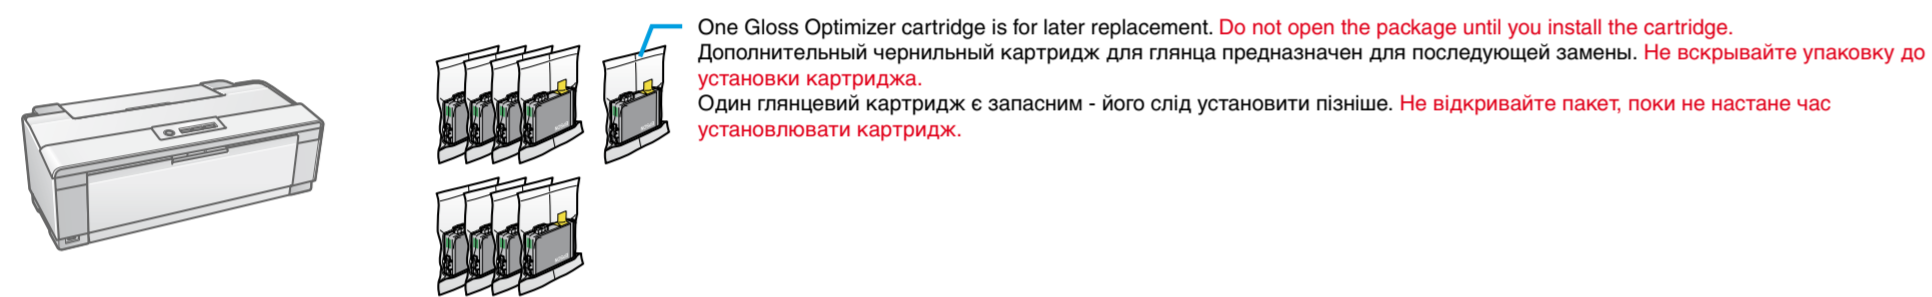 One Gloss Optimizer cartridge is for later replacement. Do not open the package until you install the cartridge.
Дополнительный чернильный картридж для глянца предназначен для последующей замены. Не вскрывайте упаковку до
установки картриджа.
Один глянцевий картридж є запасним - його слід установити пізніше. Не відкривайте пакет, поки не настане час
установлювати картридж.